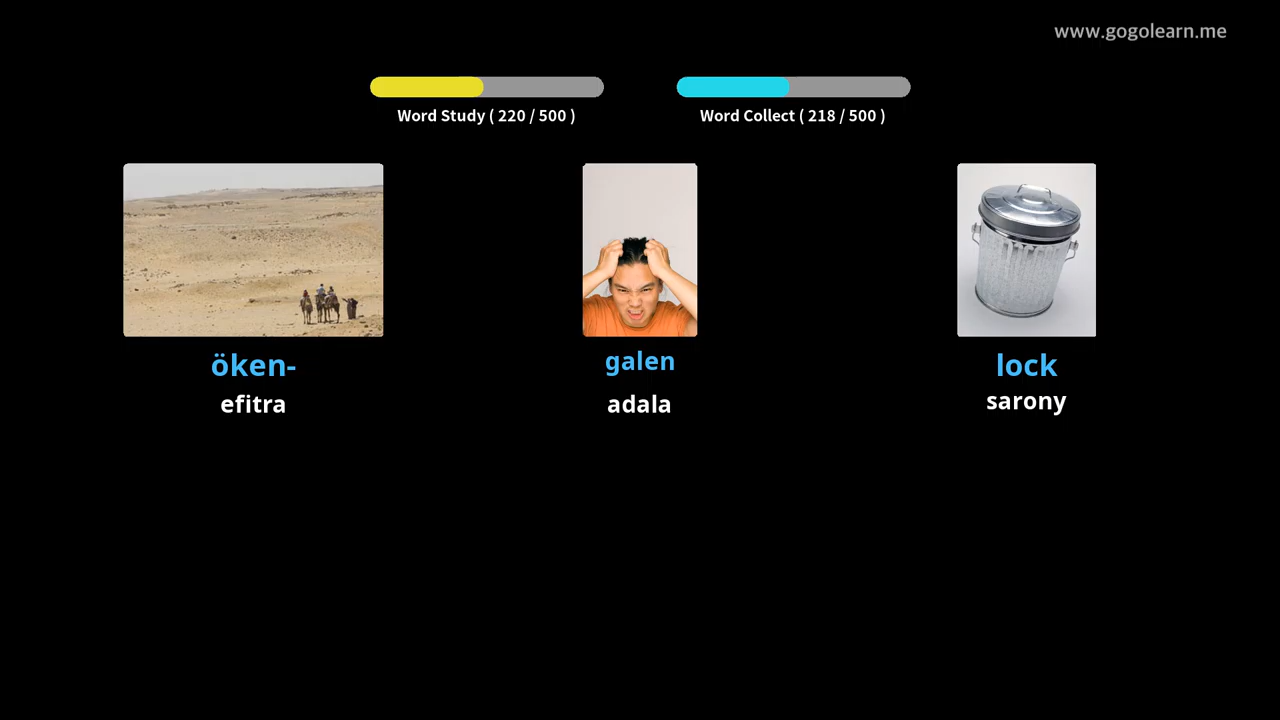 www.gogolearn.me
Word Study ( 220 / 500 )
Word Collect ( 218 / 500 )
öken-
efitra
galen
adala
lock
sarony